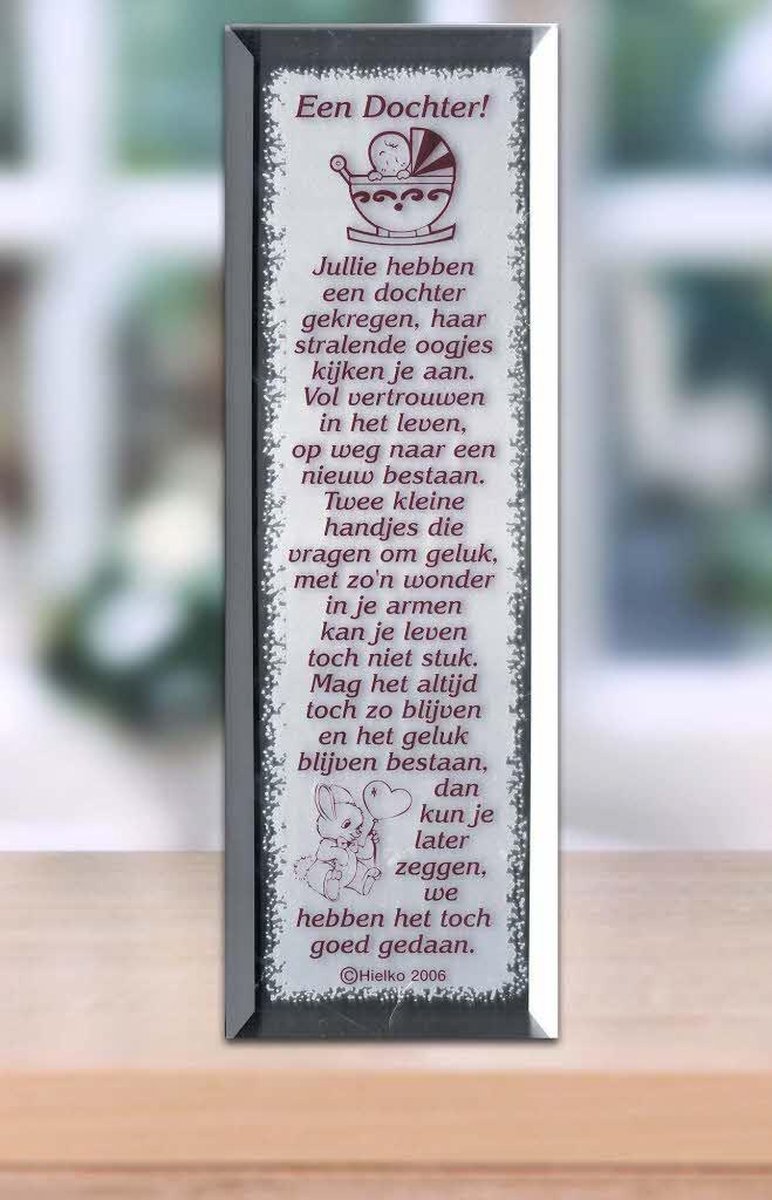 Een Dochter!
Jullie hebben
een dochter
gekregen, haar
stralende oogjes
kijken je aan.
Vol vertrouwen
in het leven,
op weg naar een
nieuw bestaan.
Twee kleine
handjes die
vragen om geluk,
met zo'n wonder
in je armen
kan je leven
toch niet stuk.
Mag het altijd
toch zo blijven
en het geluk
blijven bestaan,
dan
kun je
later
zeggen,
we
hebben het toch
goed gedaan.
©Hielko 2006